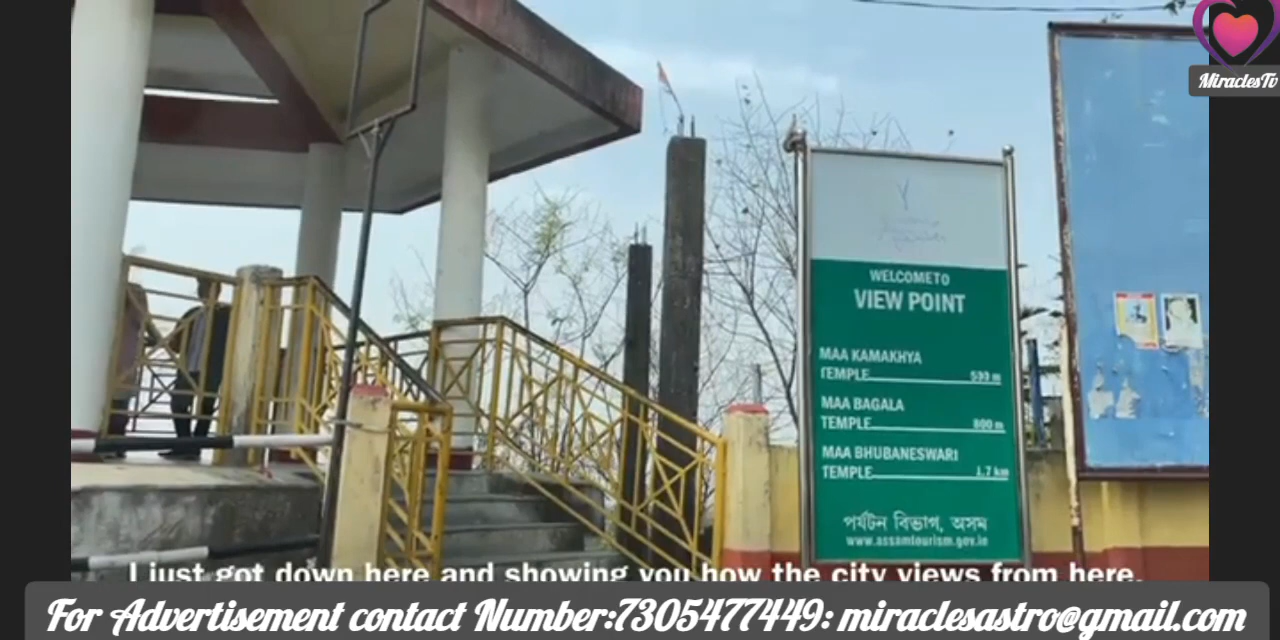 MiraclesTv
WELCOMETO
VIEW POINT
MAA KAMAKHYA
TEMPLE 500 m
MAA BAGALA
TEMPLE 800 m
MAA BHUBANESWARI
TEMPLE 1.7 km
পৰ্যটন বিভাগ, অসম
www.assamtourism.gov.in
I just got down here and showing you how the city views from here.
For Advertisement contact Number:7305477449: miraclesastro@gmail.com